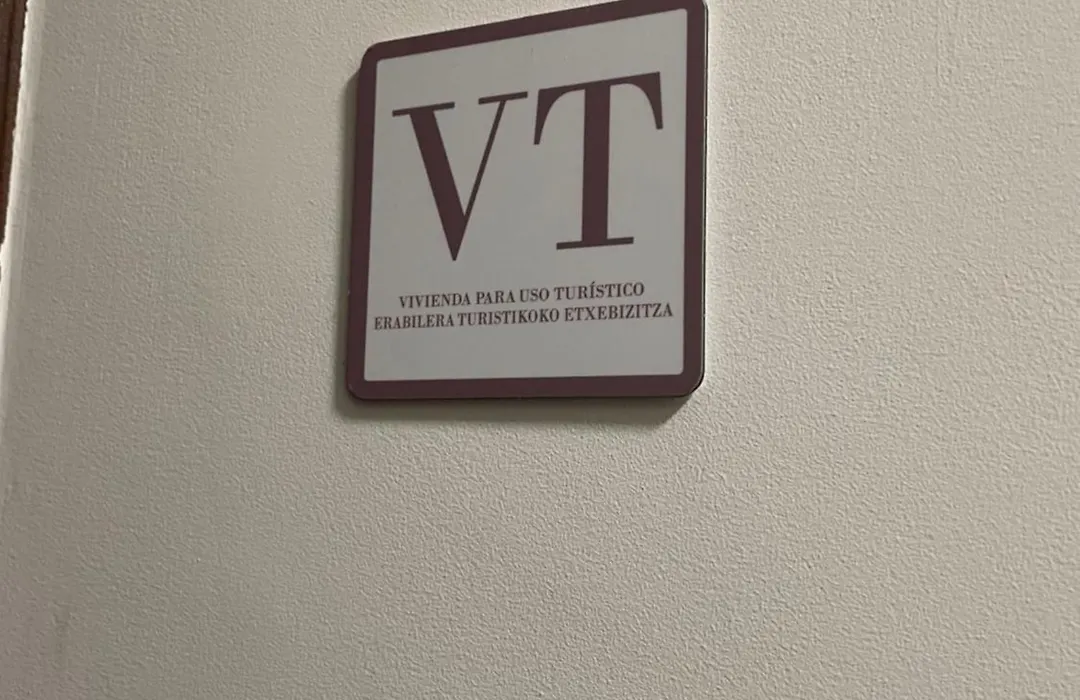 VT
VIVIENDA PARA USO TURÍSTICO
ERABILERA TURISTIKOKO ETXEBIZITZA